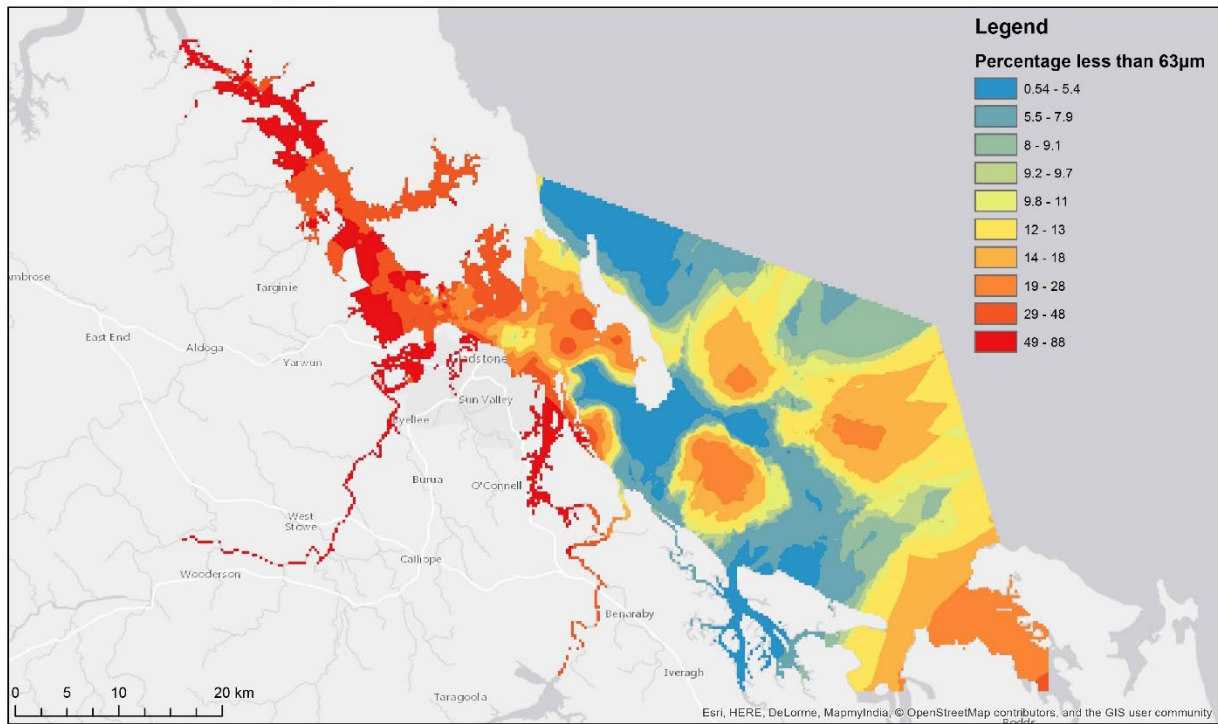 Legend
Percentage less than 63µm
0.54 - 5.4
5.5 - 7.9
8 - 9.1
9.2 - 9.7
9.8 - 11
12 - 13
14 - 18
19 - 28
29 - 48
49 - 88
Targinie
East End
Aldoga
Yarwun
Sun Valley
Burua
O'Connell
West
Stowe
Calliope
Wooderson
Benaraby
Iveragh
Taragoola
0 5 10 20 km
Esri, HERE, DeLorme, MapmyIndia, © OpenStreetMap contributors, and the GIS user community